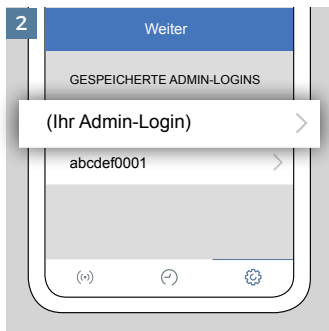 2
Weiter
GESPEICHERTE ADMIN-LOGINS
(Ihr Admin-Login)
abcdef0001